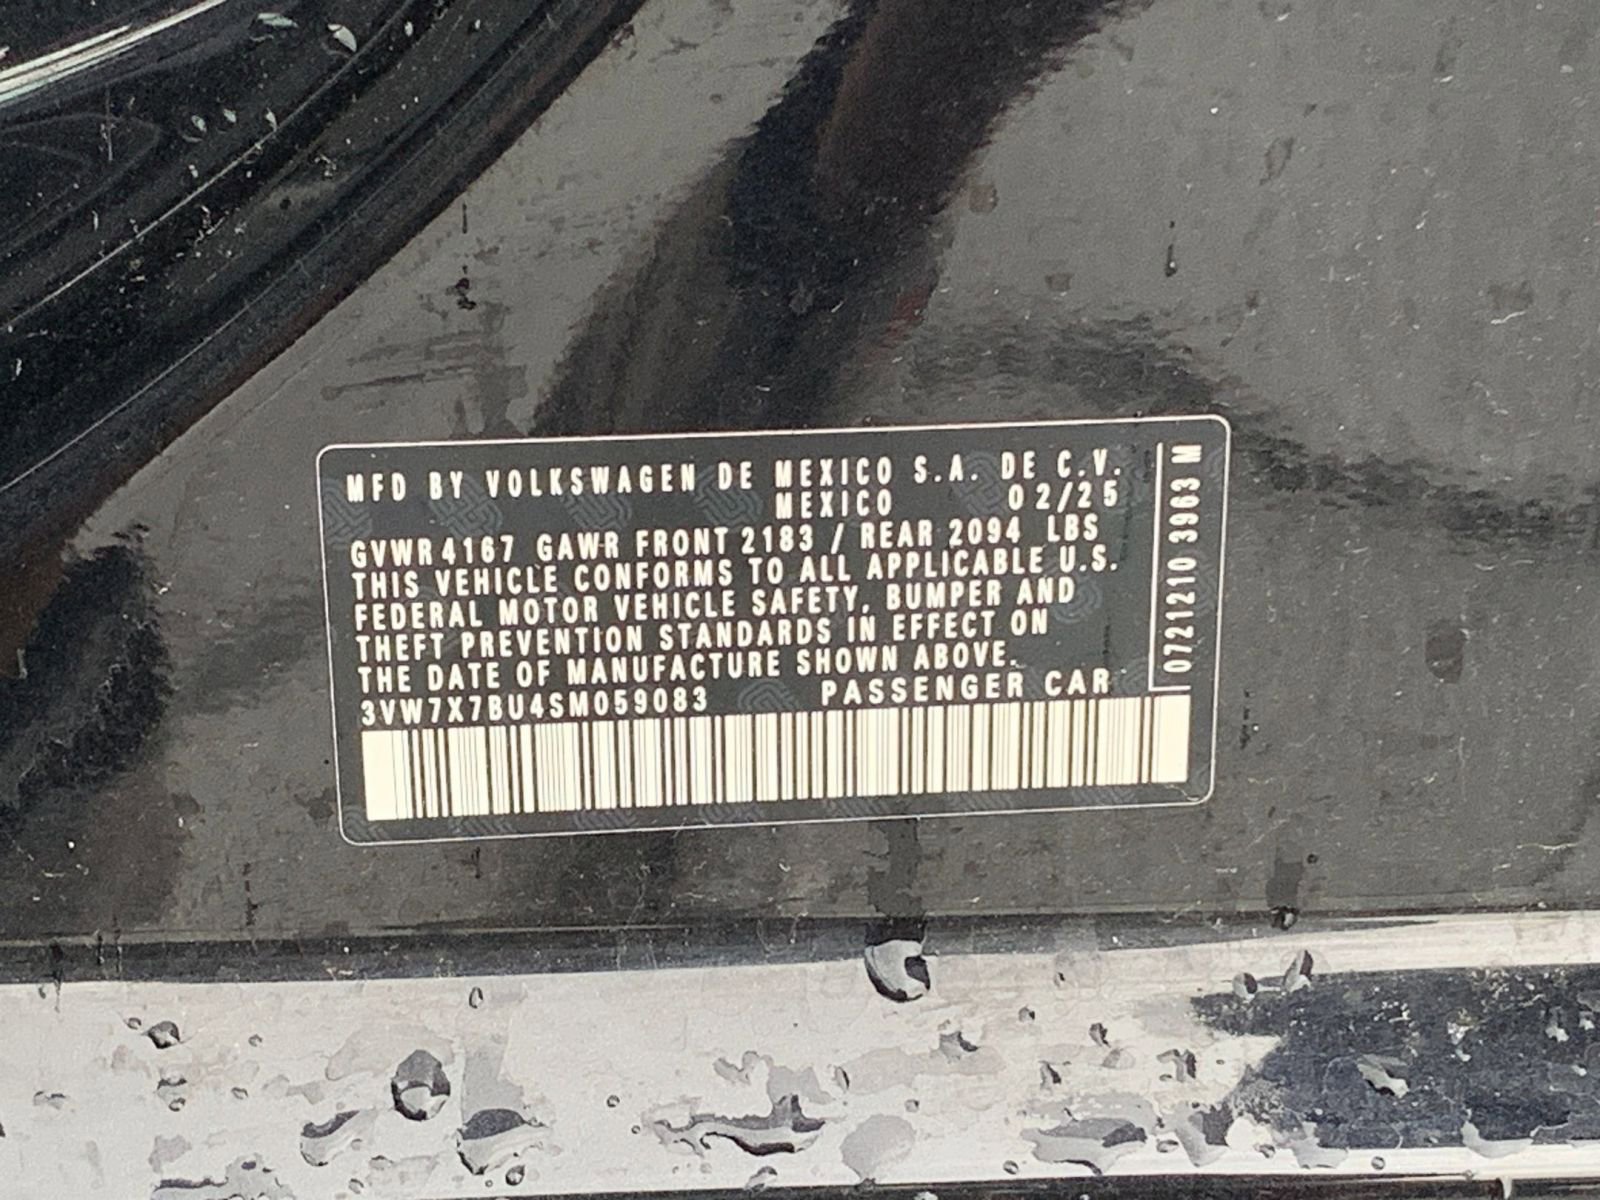 MFD BY VOLKSWAGEN DE MEXICO S.A. DE C.V.
MEXICO 02/25
GVWR 4167 GAWR FRONT 2183 / REAR 2094 LBS
THIS VEHICLE CONFORMS TO ALL APPLICABLE U.S.
FEDERAL MOTOR VEHICLE SAFETY, BUMPER AND
THEFT PREVENTION STANDARDS IN EFFECT ON
THE DATE OF MANUFACTURE SHOWN ABOVE.
3VW7X7BU4SM059083 PASSENGER CAR
0721210 3963 M